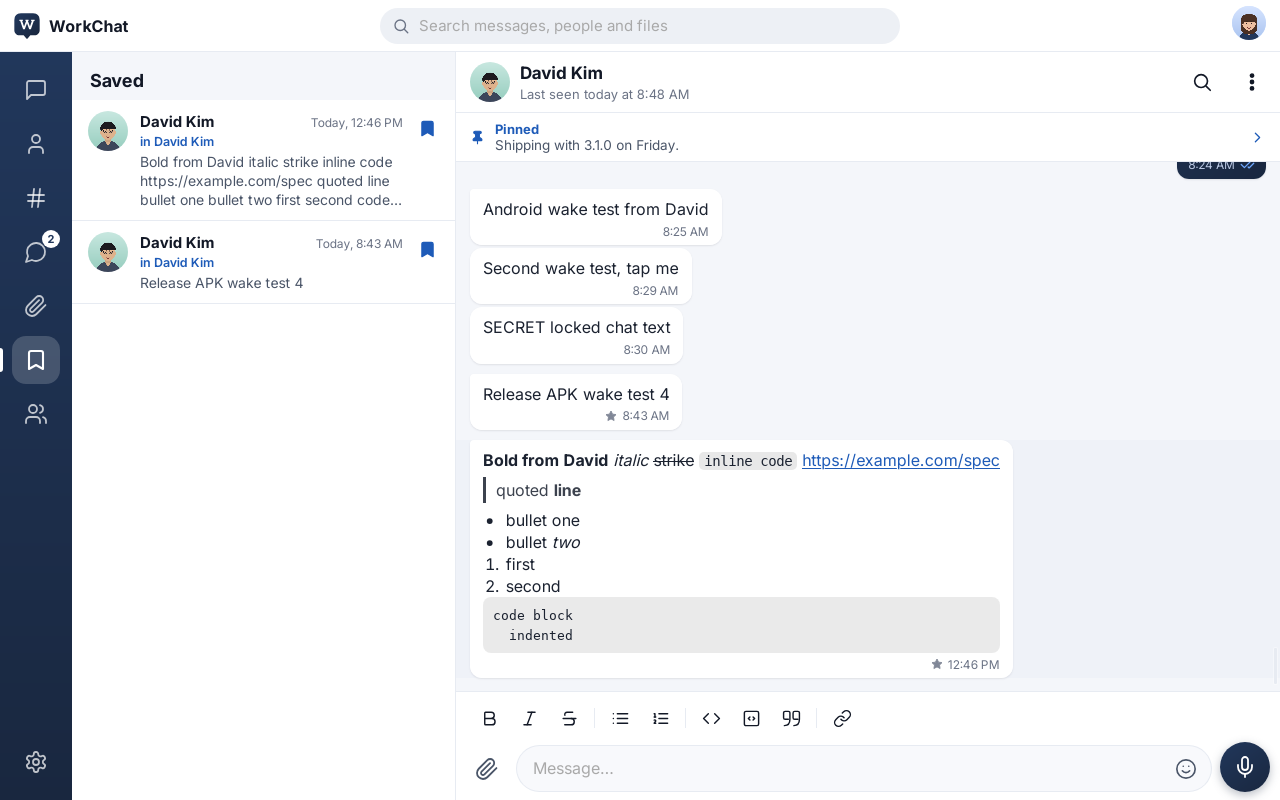 W WorkChat
Search messages, people and files
2
Saved
David Kim
Today, 12:46 PM
in David Kim
Bold from David italic strike inline code
https://example.com/spec quoted line
bullet one bullet two first second code...
David Kim
Today, 8:43 AM
in David Kim
Release APK wake test 4
David Kim
Last seen today at 8:48 AM
Pinned
Shipping with 3.1.0 on Friday.
8:24 AM
Android wake test from David
8:25 AM
Second wake test, tap me
8:29 AM
SECRET locked chat text
8:30 AM
Release APK wake test 4
8:43 AM
Bold from David italic strike inline code https://example.com/spec
quoted line
• bullet one
• bullet two
1. first
2. second
code block
  indented
12:46 PM
Message...